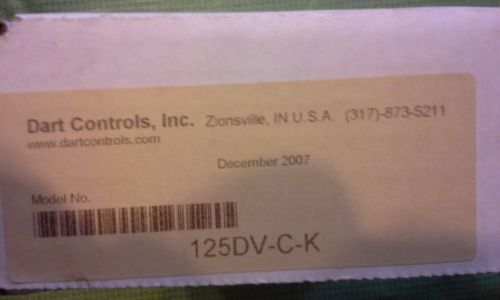 Dart Controls, Inc. Zionsville, IN U.S.A. (317)-873-5211
www.dartcontrols.com
December 2007
Model No.
125DV-C-K